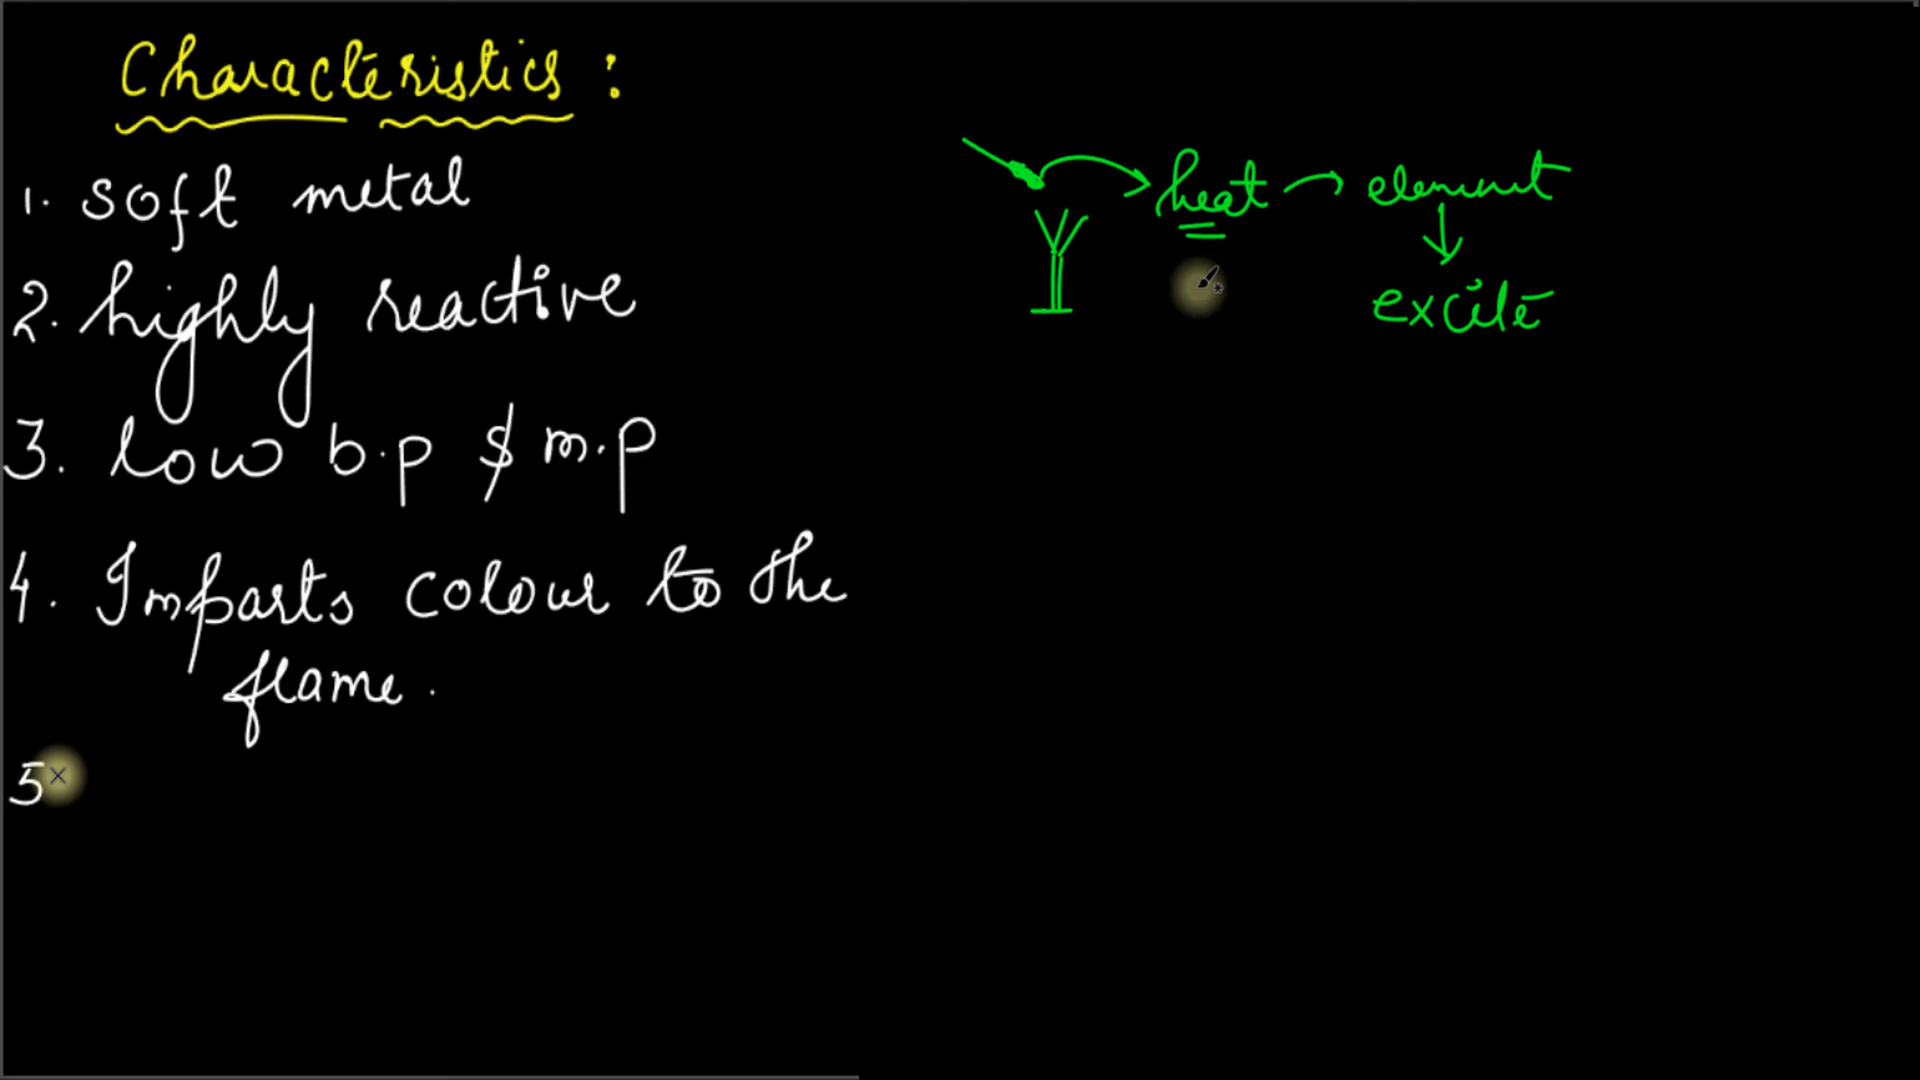 Characteristics :
1. soft metal
2. highly reactive
3. low b.p & m.p
4. Imparts colour to the
flame.
5
heat element
excite